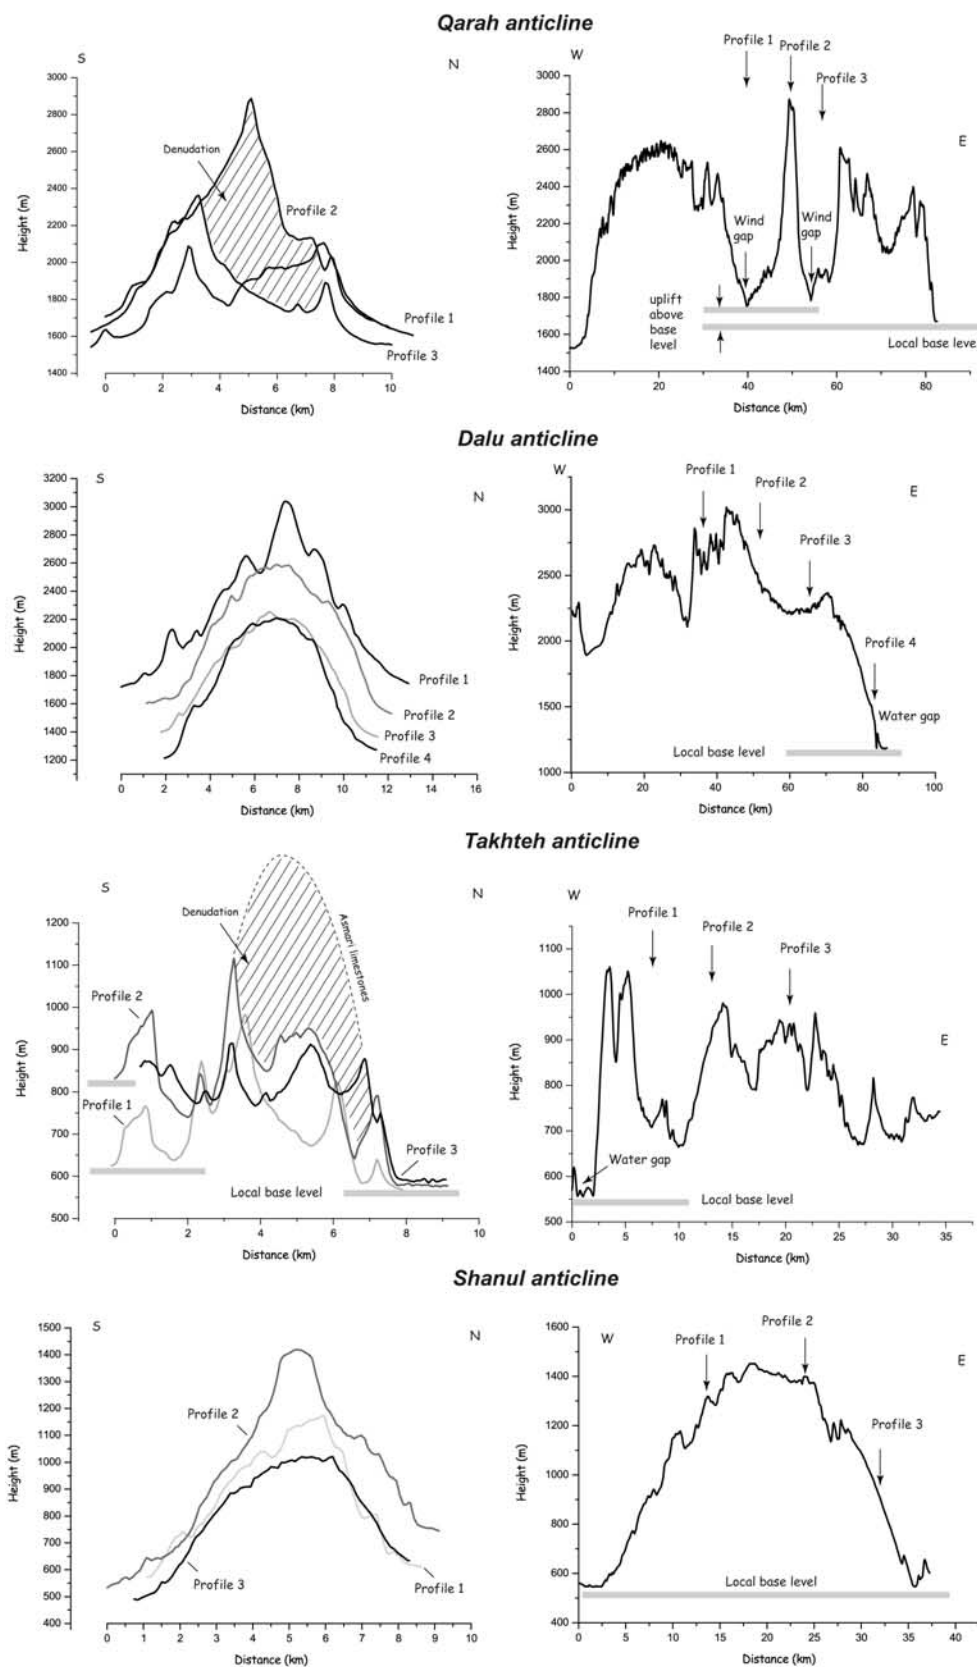 Qarah anticline
S
N
3000
2800
2600
2400
2200
2000
1800
1600
1400
Height (m)
Denudation
Profile 2
Profile 1
Profile 3
0 2 4 6 8 10
Distance (km)
W
E
Profile 1
Profile 2
Profile 3
3000
2600
2200
2000
1800
1600
1400
Height (m)
Wind
gap
Wind
gap
uplift
above
base
level
Local base level
0 20 40 60 80
Distance (km)
Dalu anticline
S
N
3200
3000
2800
2600
2400
2200
2000
1800
1600
1400
1200
Height (m)
Profile 1
Profile 2
Profile 3
Profile 4
0 2 4 6 8 10 12 14 16
Distance (km)
W
E
Profile 1
Profile 2
Profile 3
Profile 4
Water gap
Local base level
3000
2500
2000
1500
1000
Height (m)
0 20 40 60 80 100
Distance (km)
Takhteh anticline
S
N
1200
1100
1000
900
800
700
600
500
Height (m)
Denudation
Asmari limestones
Profile 2
Profile 1
Profile 3
Local base level
0 2 4 6 8 10
Distance (km)
W
E
Profile 1
Profile 2
Profile 3
1100
1000
900
800
700
600
500
Height (m)
Water gap
Local base level
0 5 10 15 20 25 30 35
Distance (km)
Shanul anticline
S
N
1500
1400
1300
1200
1100
1000
900
800
700
600
500
400
Height (m)
Profile 2
Profile 3
Profile 1
0 1 2 3 4 5 6 7 8 9 10
Distance (km)
W
E
Profile 1
Profile 2
Profile 3
1600
1400
1200
1000
800
600
400
Height (m)
Local base level
0 5 10 15 20 25 30 35 40
Distance (km)